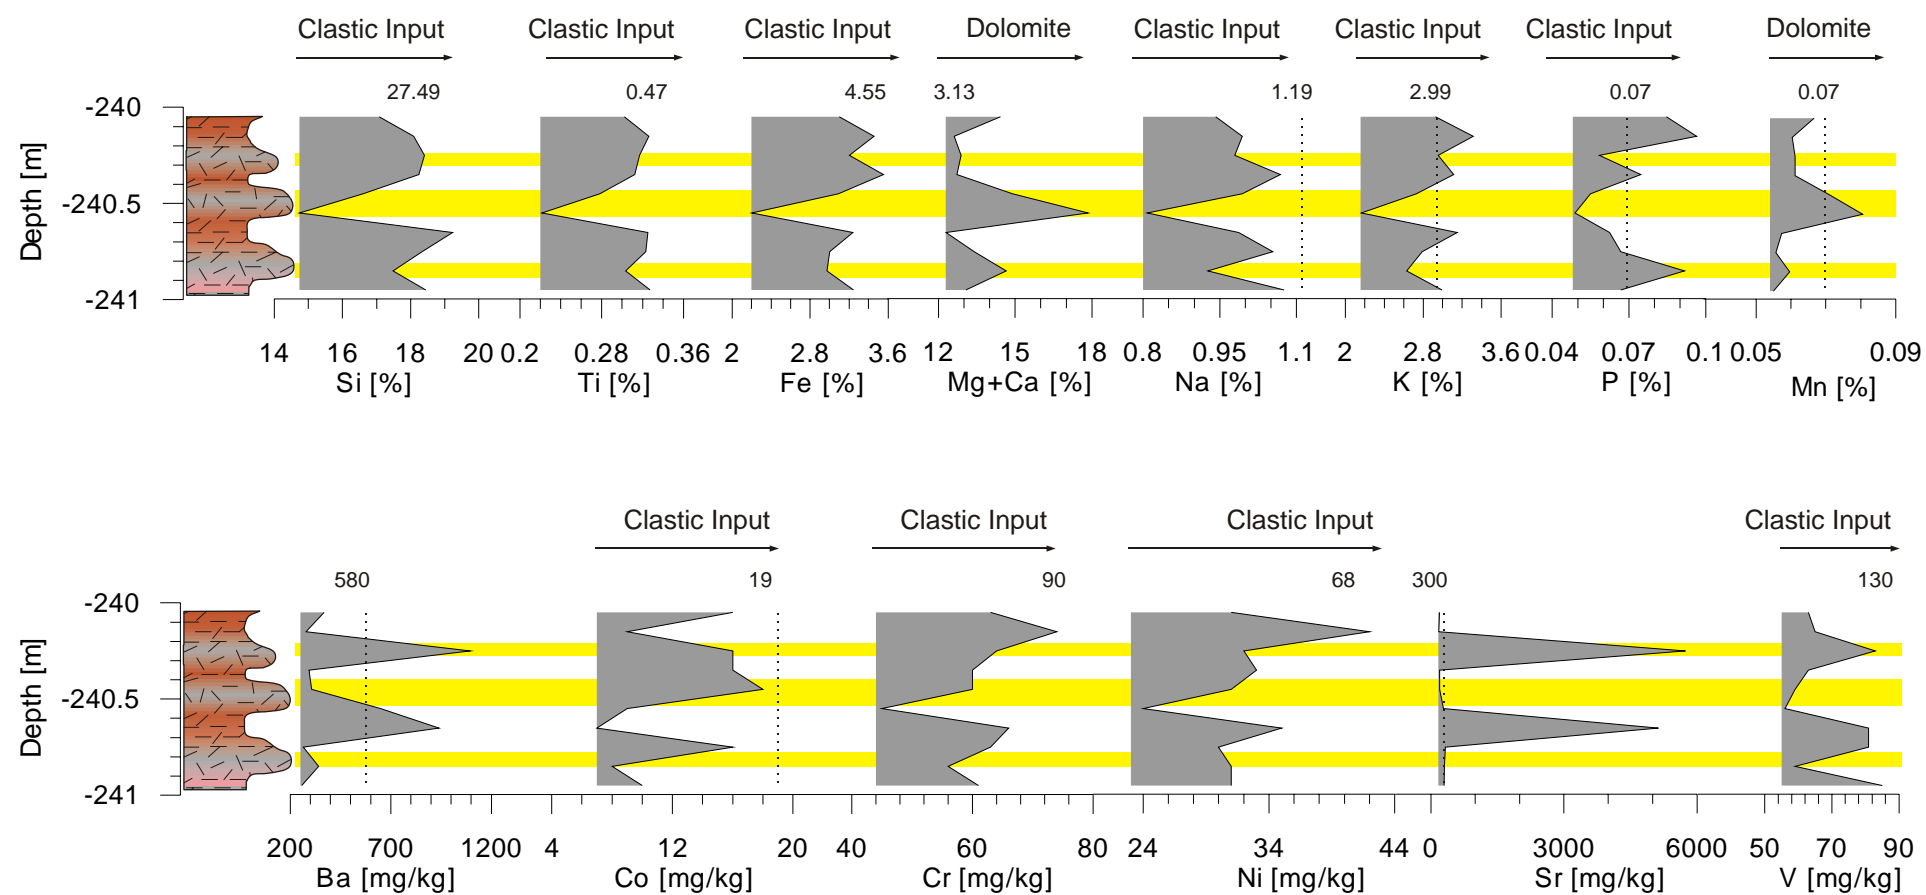 Clastic Input Clastic Input Clastic Input Dolomite Clastic Input Clastic Input Clastic Input Dolomite
27.49 0.47 4.55 3.13 1.19 2.99 0.07 0.07
-240
-240.5
-241
Depth [m]
14 16 18 20 0.2 0.28 0.36 2 2.8 3.6 12 15 18 0.8 0.95 1.1 2 2.8 3.6 0.04 0.07 0.1 0.05 0.09
Si [%] Ti [%] Fe [%] Mg+Ca [%] Na [%] K [%] P [%] Mn [%]
Clastic Input Clastic Input Clastic Input Clastic Input
580 19 90 68 300 130
-240
-240.5
-241
Depth [m]
200 700 1200 4 12 20 40 60 80 24 34 44 0 3000 6000 50 70 90
Ba [mg/kg] Co [mg/kg] Cr [mg/kg] Ni [mg/kg] Sr [mg/kg] V [mg/kg]